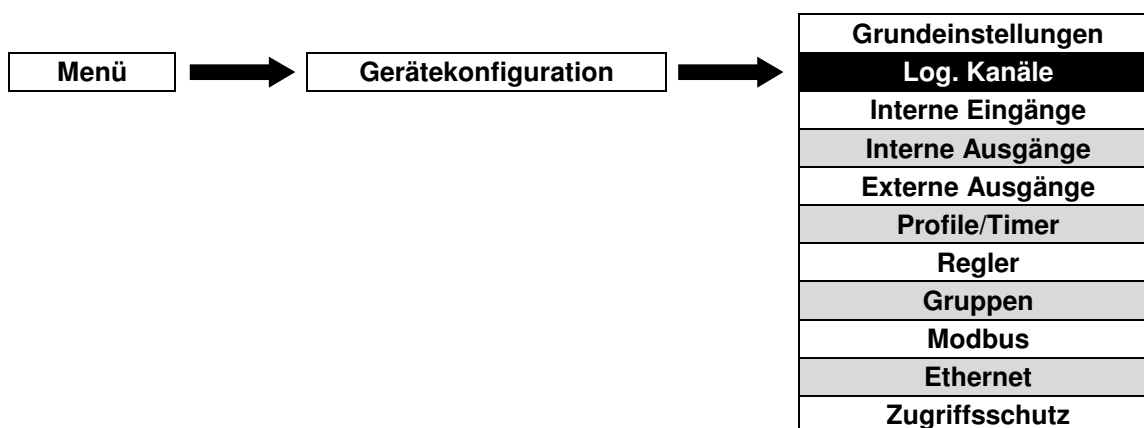 Grundeinstellungen
Menü
Gerätekonfiguration
Log. Kanäle
Interne Eingänge
Interne Ausgänge
Externe Ausgänge
Profile/Timer
Regler
Gruppen
Modbus
Ethernet
Zugriffsschutz